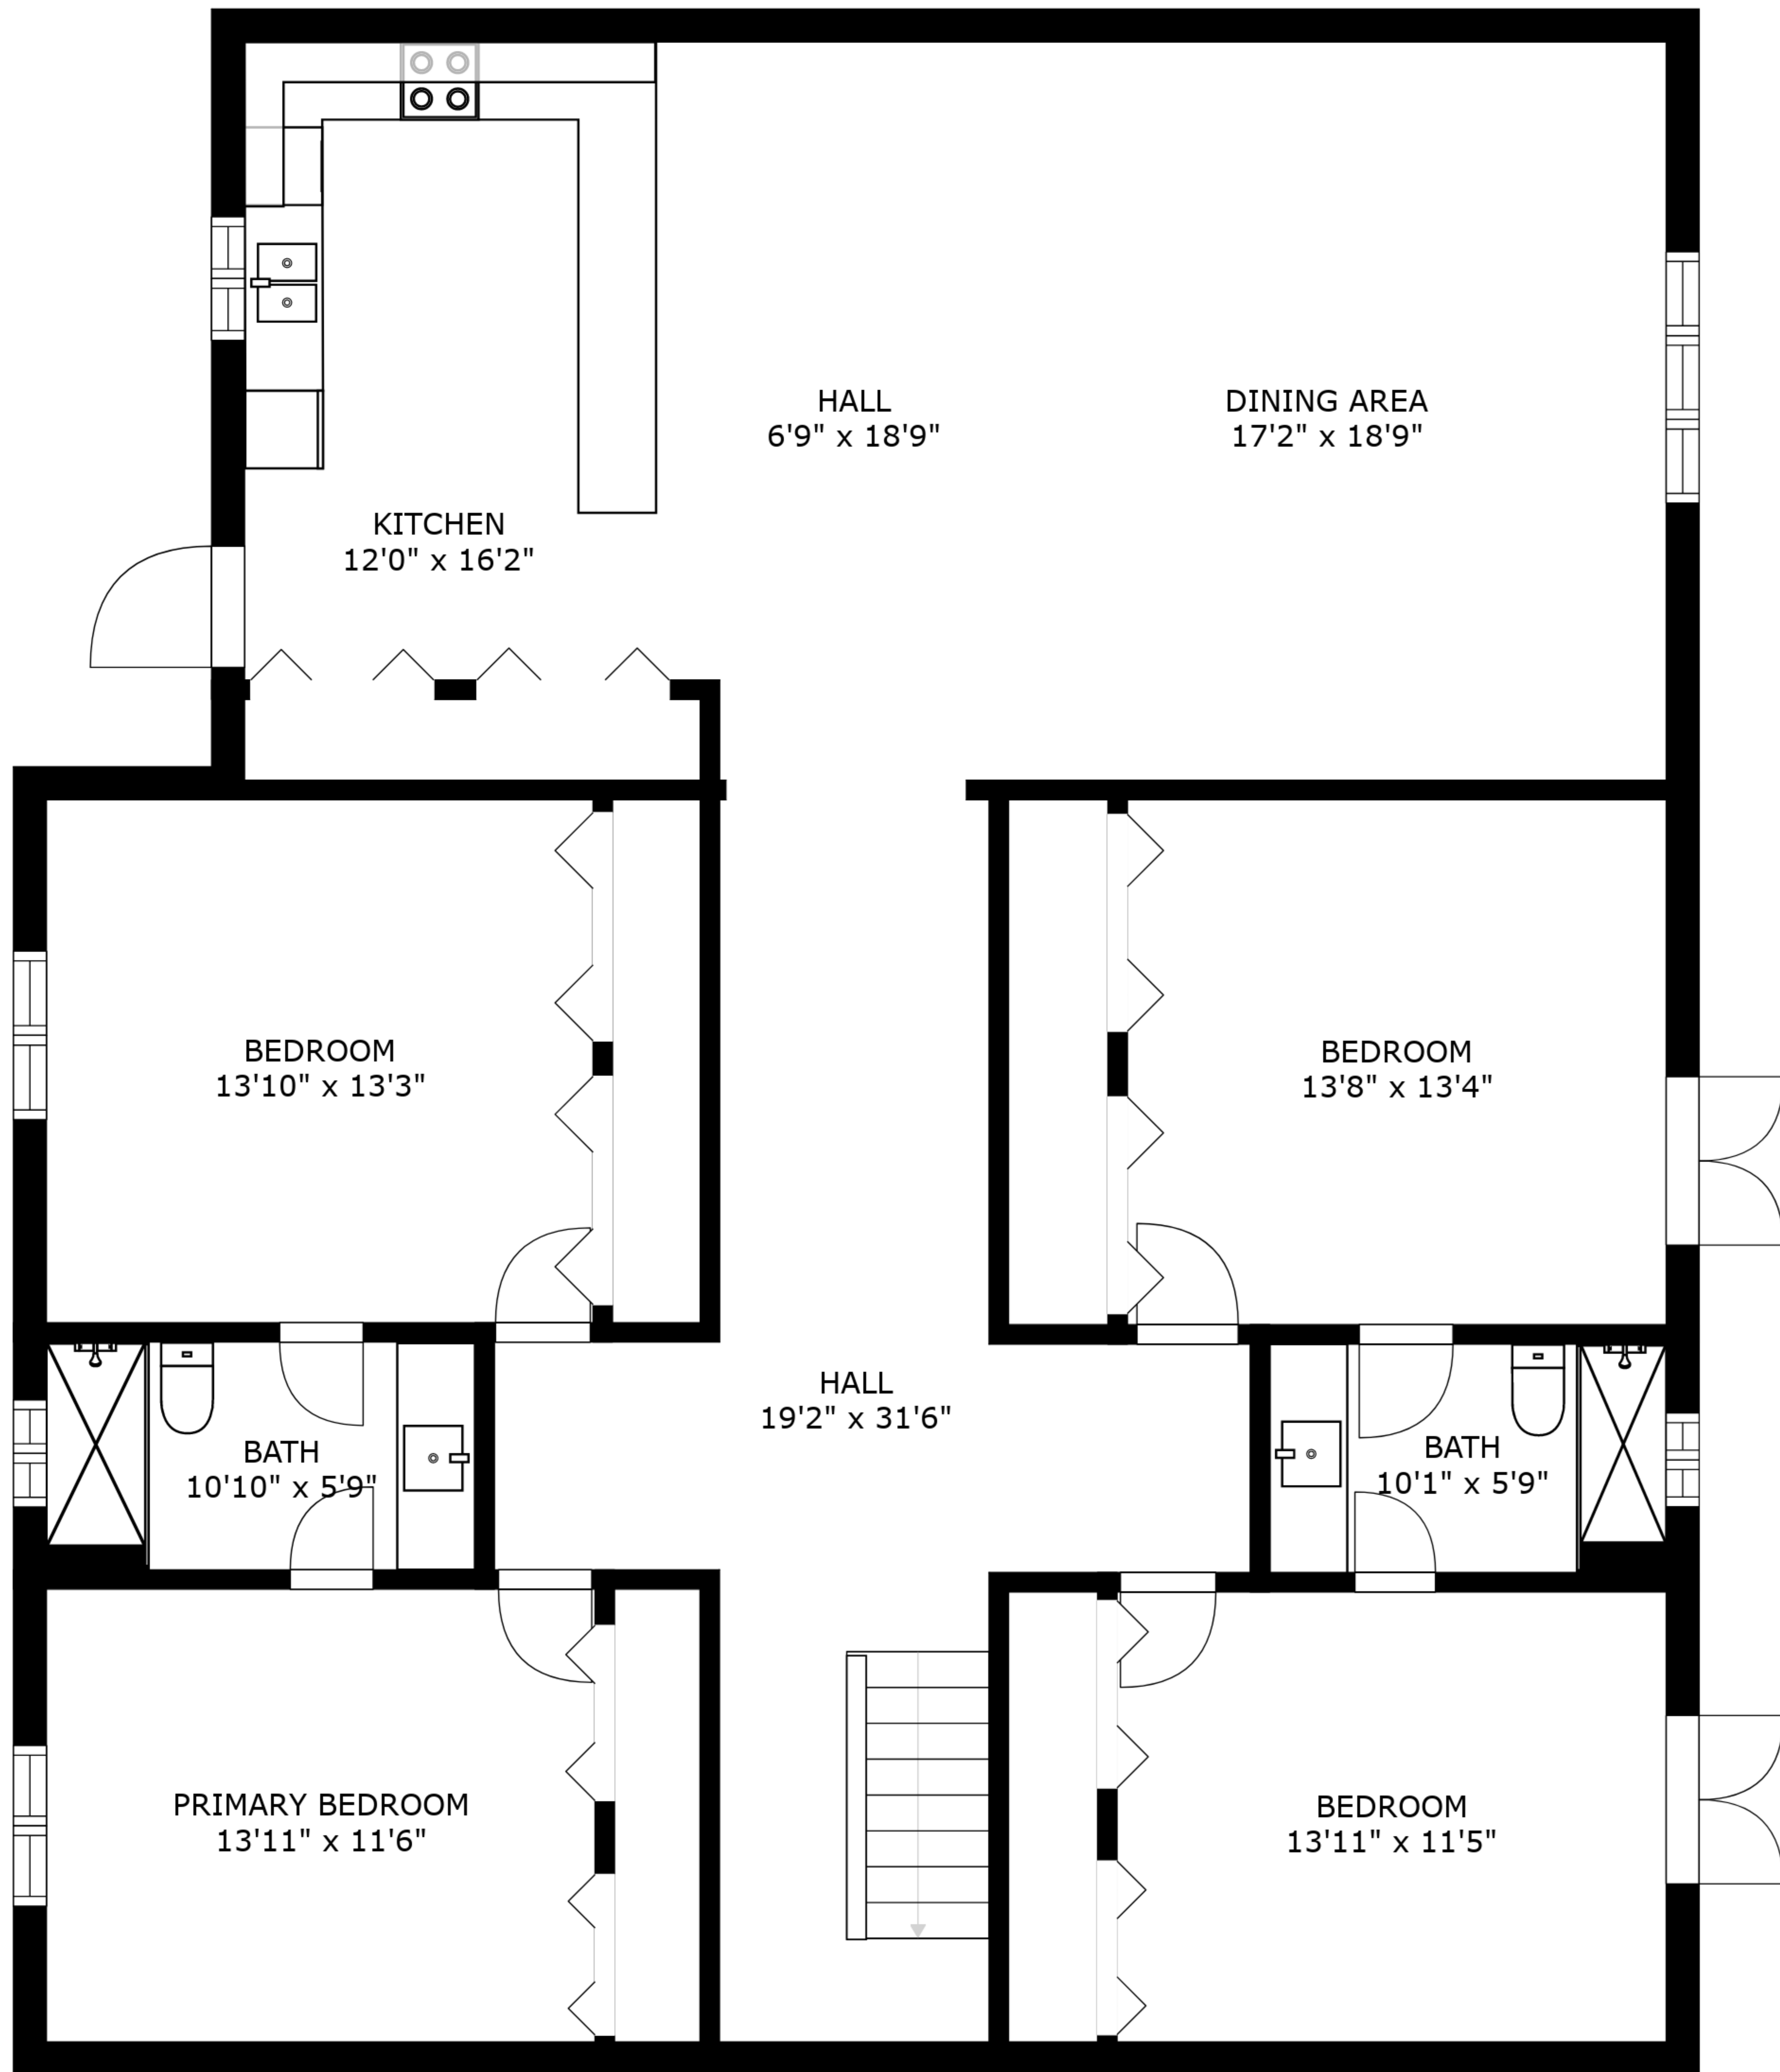 HALL
6'9" x 18'9"
DINING AREA
17'2" x 18'9"
KITCHEN
12'0" x 16'2"
BEDROOM
13'10" x 13'3"
BEDROOM
13'8" x 13'4"
HALL
19'2" x 31'6"
BATH
10'10" x 5'9"
BATH
10'1" x 5'9"
PRIMARY BEDROOM
13'11" x 11'6"
BEDROOM
13'11" x 11'5"